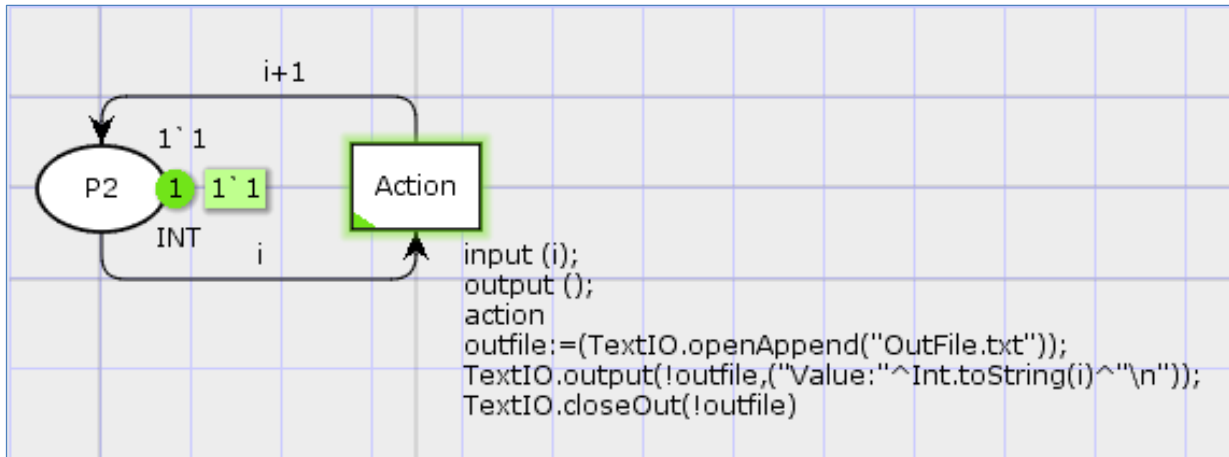 i+1
1`1
P2
1
1`1
Action
INT
i
input (i);
output ();
action
outfile:=(TextIO.openAppend("OutFile.txt"));
TextIO.output(!outfile,("Value:"^Int.toString(i)^"\n"));
TextIO.closeOut(!outfile)